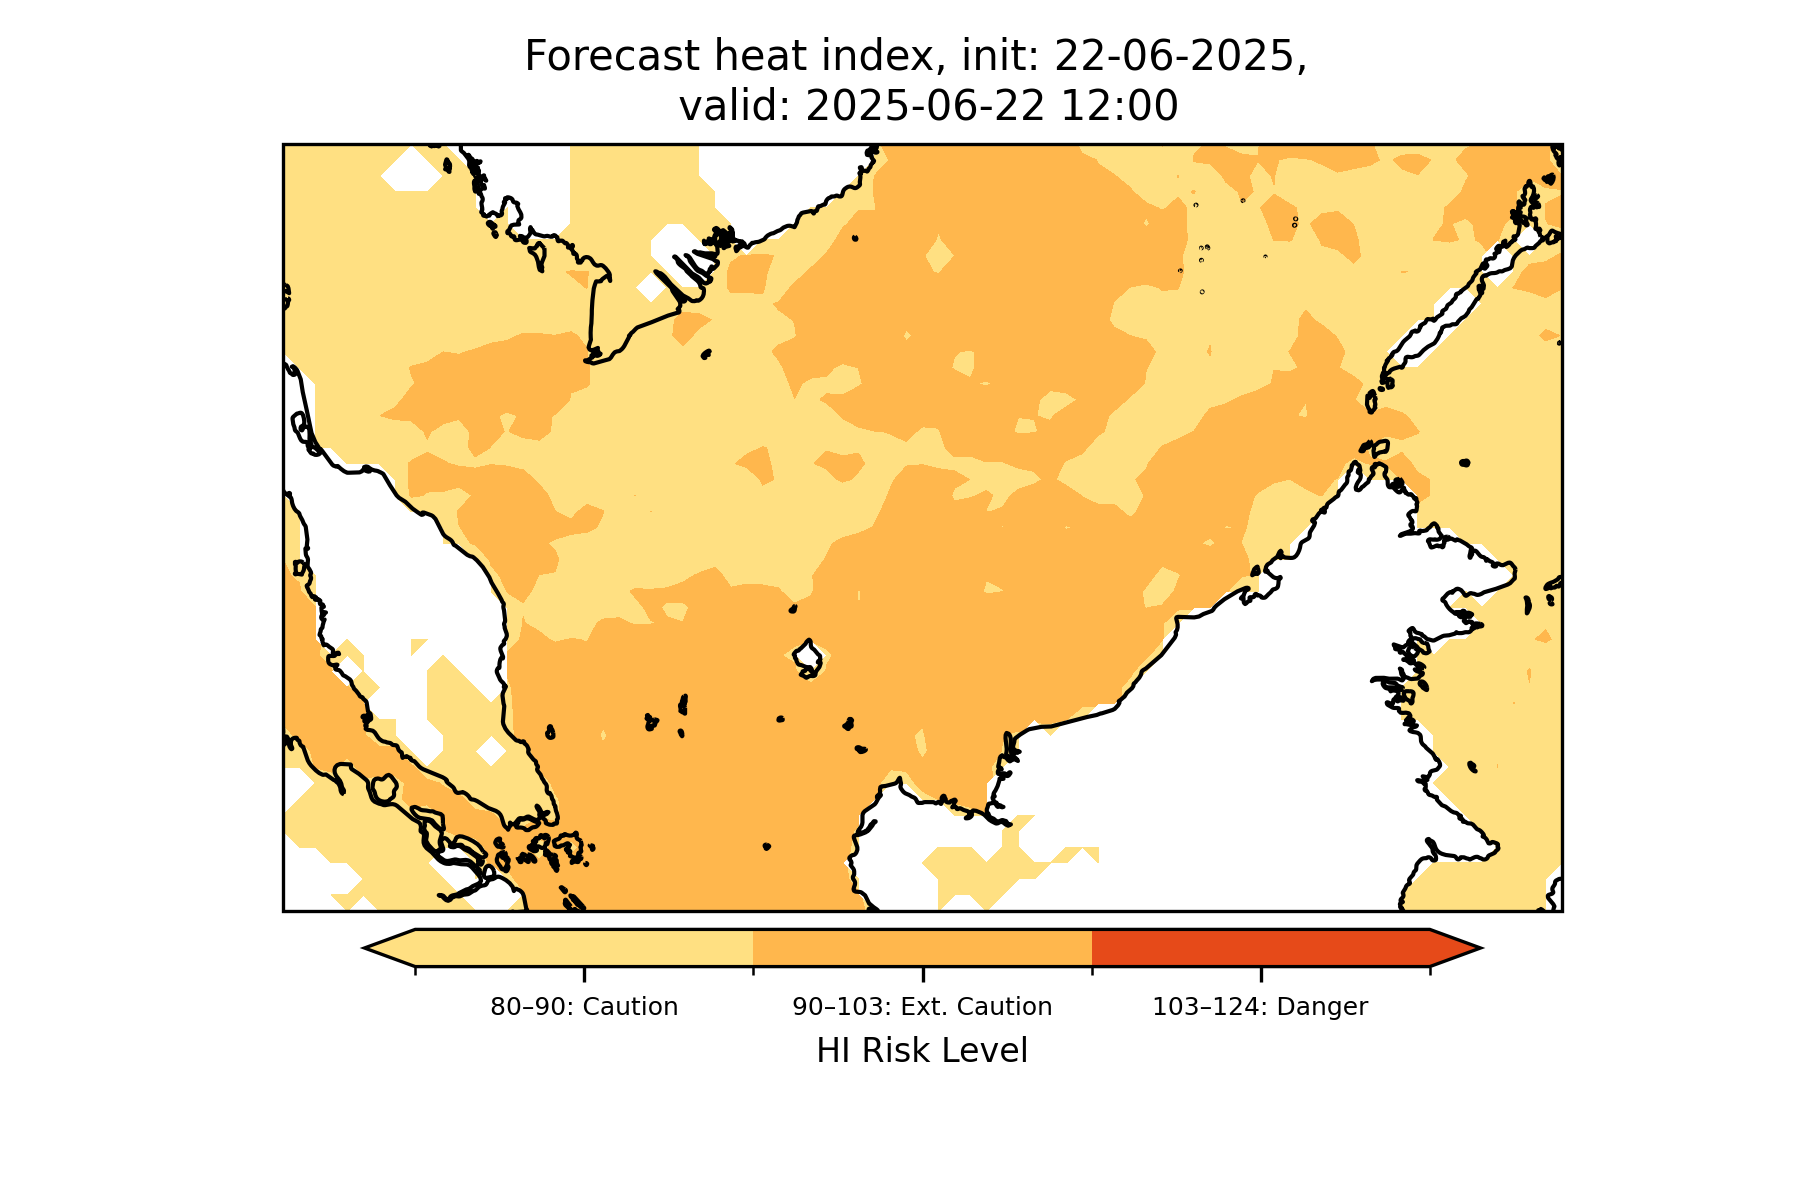 Forecast heat index, init: 22-06-2025,
valid: 2025-06-22 12:00
80–90: Caution
90–103: Ext. Caution
103–124: Danger
HI Risk Level